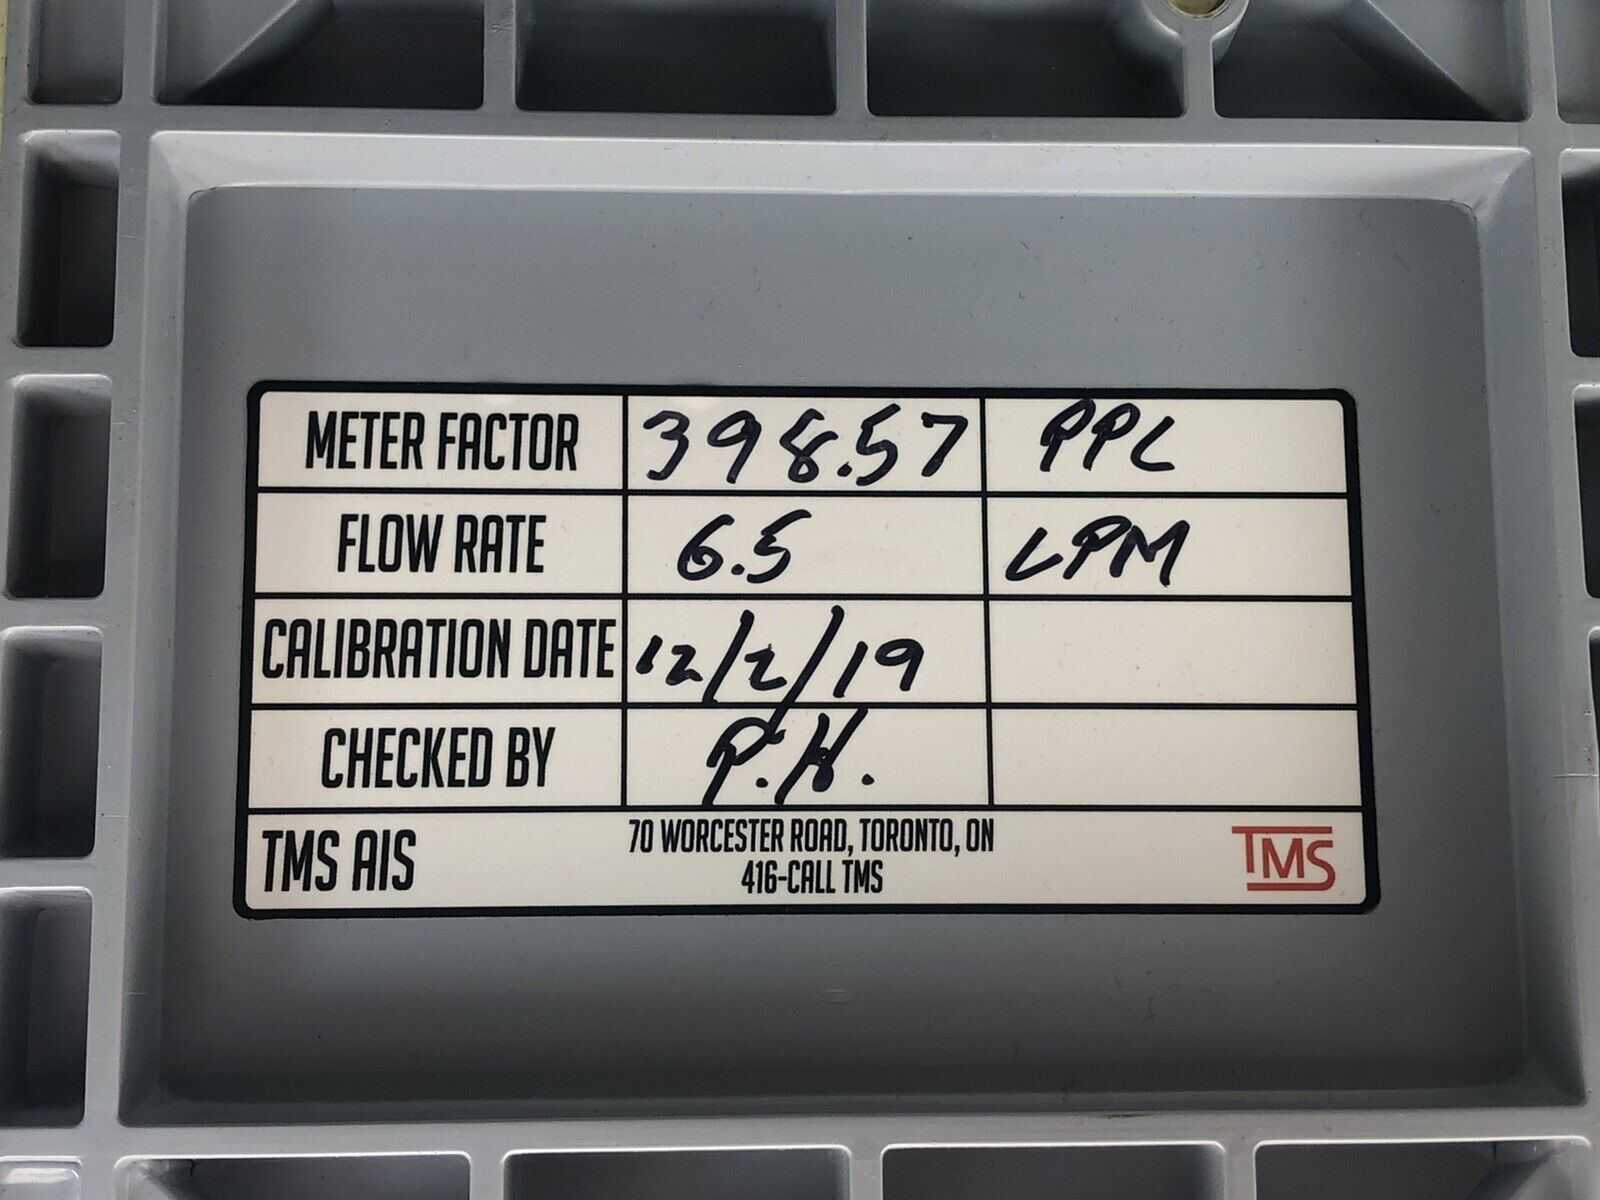 METER FACTOR 398.57 PPL
FLOW RATE 6.5 LPM
CALIBRATION DATE 12/2/19
CHECKED BY P.H.
TMS AIS 70 WORCESTER ROAD, TORONTO, ON TMS
416-CALL TMS